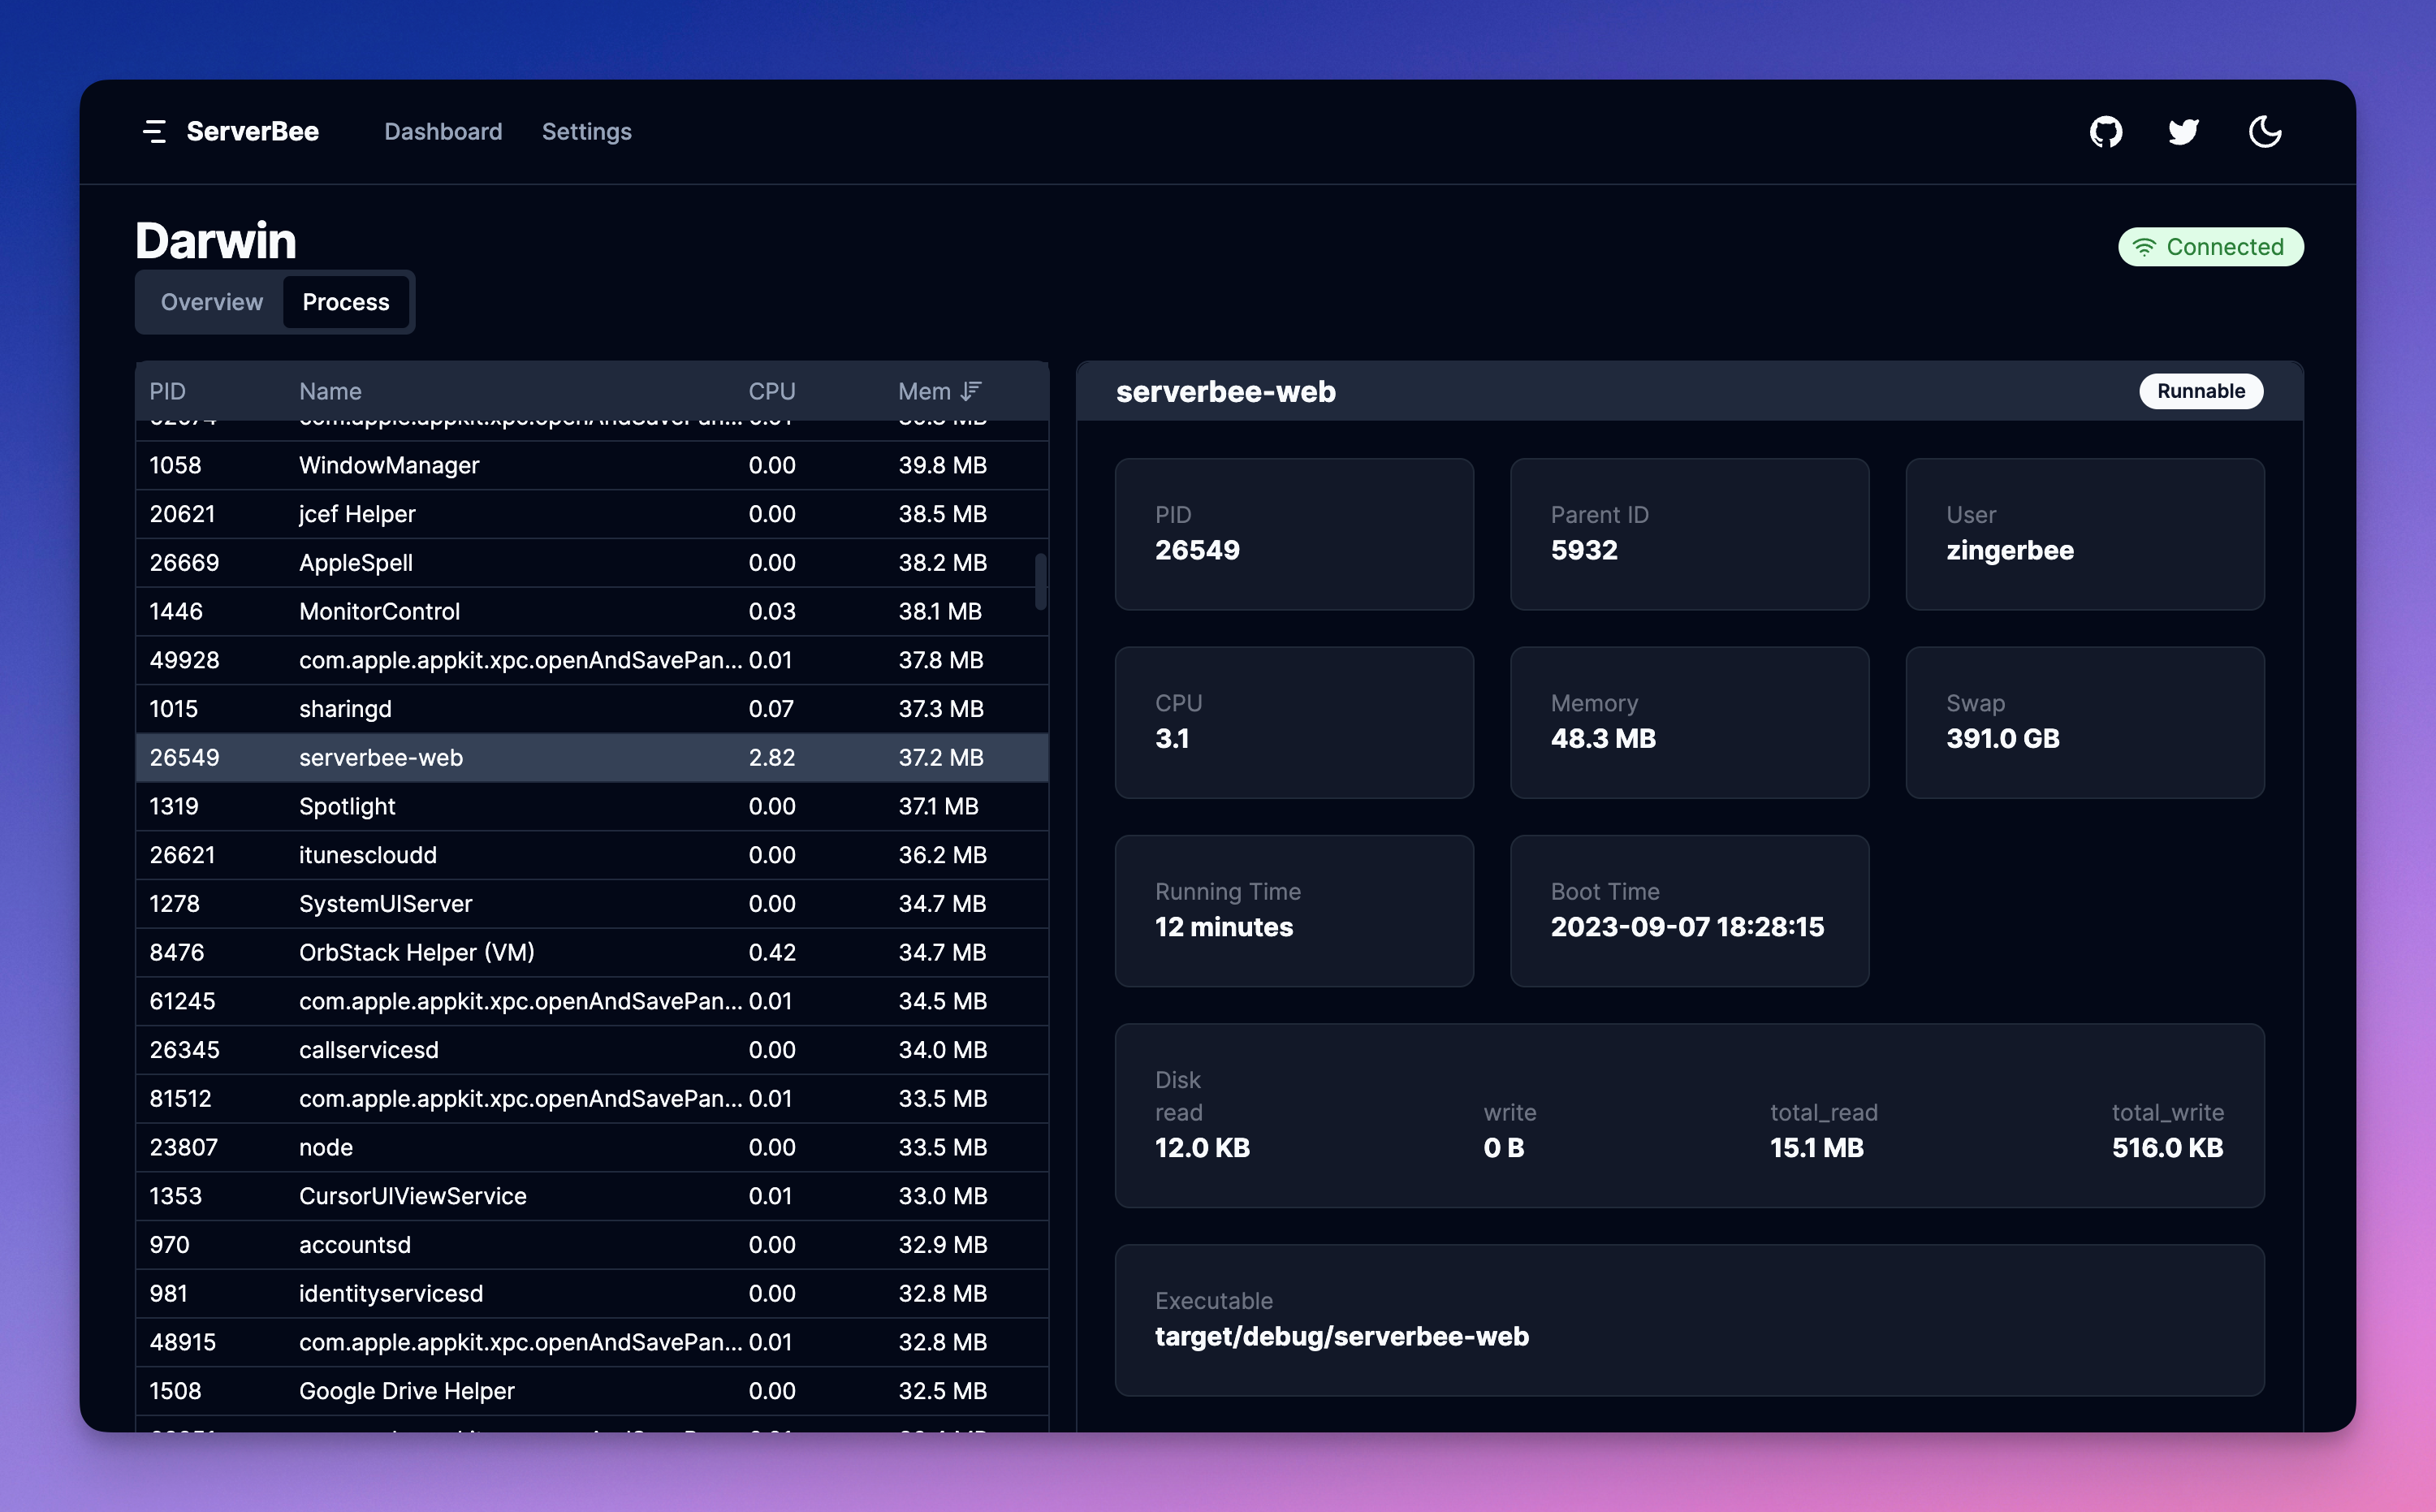 ServerBee Dashboard Settings
Darwin
Connected
Overview Process
PID Name CPU Mem
1058 WindowManager 0.00 39.8 MB
20621 jcef Helper 0.00 38.5 MB
26669 AppleSpell 0.00 38.2 MB
1446 MonitorControl 0.03 38.1 MB
49928 com.apple.appkit.xpc.openAndSavePan... 0.01 37.8 MB
1015 sharingd 0.07 37.3 MB
26549 serverbee-web 2.82 37.2 MB
1319 Spotlight 0.00 37.1 MB
26621 itunescloudd 0.00 36.2 MB
1278 SystemUIServer 0.00 34.7 MB
8476 OrbStack Helper (VM) 0.42 34.7 MB
61245 com.apple.appkit.xpc.openAndSavePan... 0.01 34.5 MB
26345 callservicesd 0.00 34.0 MB
81512 com.apple.appkit.xpc.openAndSavePan... 0.01 33.5 MB
23807 node 0.00 33.5 MB
1353 CursorUIViewService 0.01 33.0 MB
970 accountsd 0.00 32.9 MB
981 identityservicesd 0.00 32.8 MB
48915 com.apple.appkit.xpc.openAndSavePan... 0.01 32.8 MB
1508 Google Drive Helper 0.00 32.5 MB
serverbee-web Runnable
PID
26549
Parent ID
5932
User
zingerbee
CPU
3.1
Memory
48.3 MB
Swap
391.0 GB
Running Time
12 minutes
Boot Time
2023-09-07 18:28:15
Disk
read write total_read total_write
12.0 KB 0 B 15.1 MB 516.0 KB
Executable
target/debug/serverbee-web